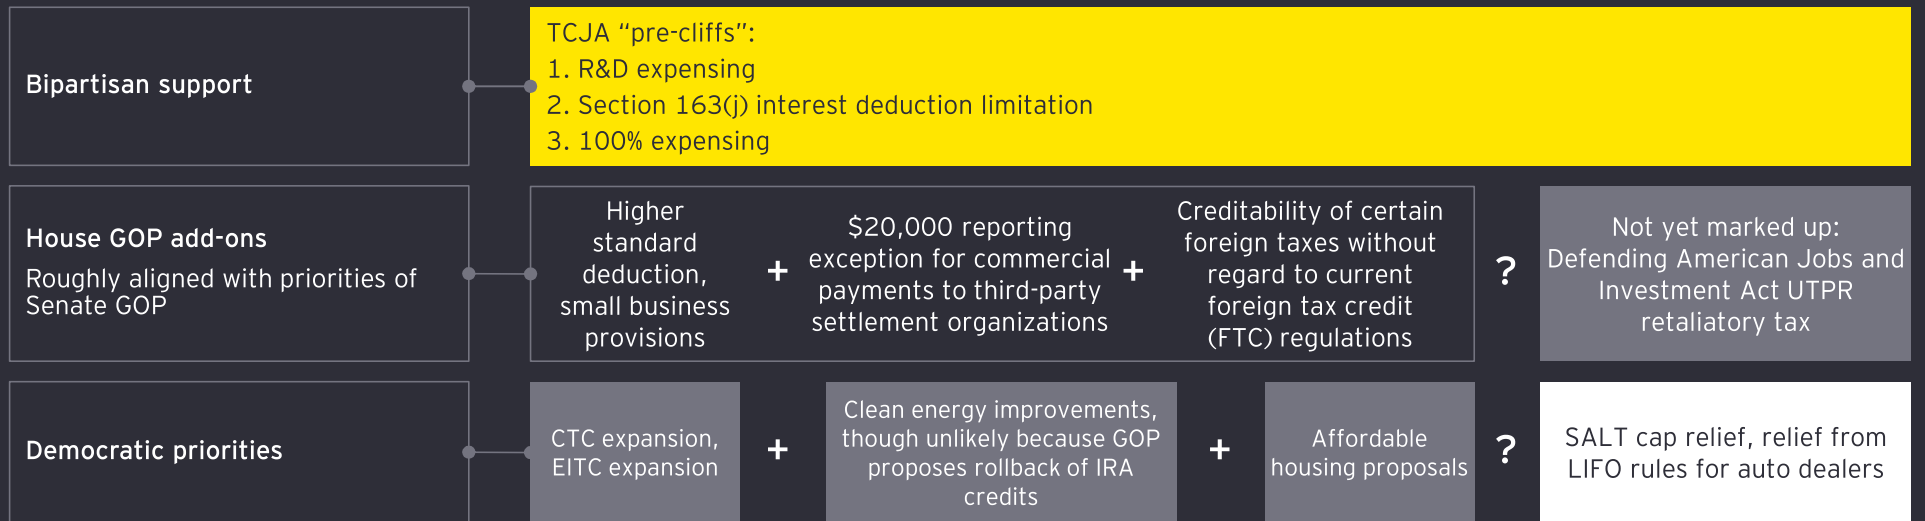 Bipartisan support
TCJA “pre-cliffs”:
1. R&D expensing
2. Section 163(j) interest deduction limitation
3. 100% expensing
House GOP add-ons
Roughly aligned with priorities of
Senate GOP
Higher
standard
deduction,
small business
provisions
+
$20,000 reporting
exception for commercial
payments to third-party
settlement organizations
+
Creditability of certain
foreign taxes without
regard to current
foreign tax credit
(FTC) regulations
?
Not yet marked up:
Defending American Jobs and
Investment Act UTPR
retaliatory tax
Democratic priorities
CTC expansion,
EITC expansion
+
Clean energy improvements,
though unlikely because GOP
proposes rollback of IRA
credits
+
Affordable
housing proposals
?
SALT cap relief, relief from
LIFO rules for auto dealers